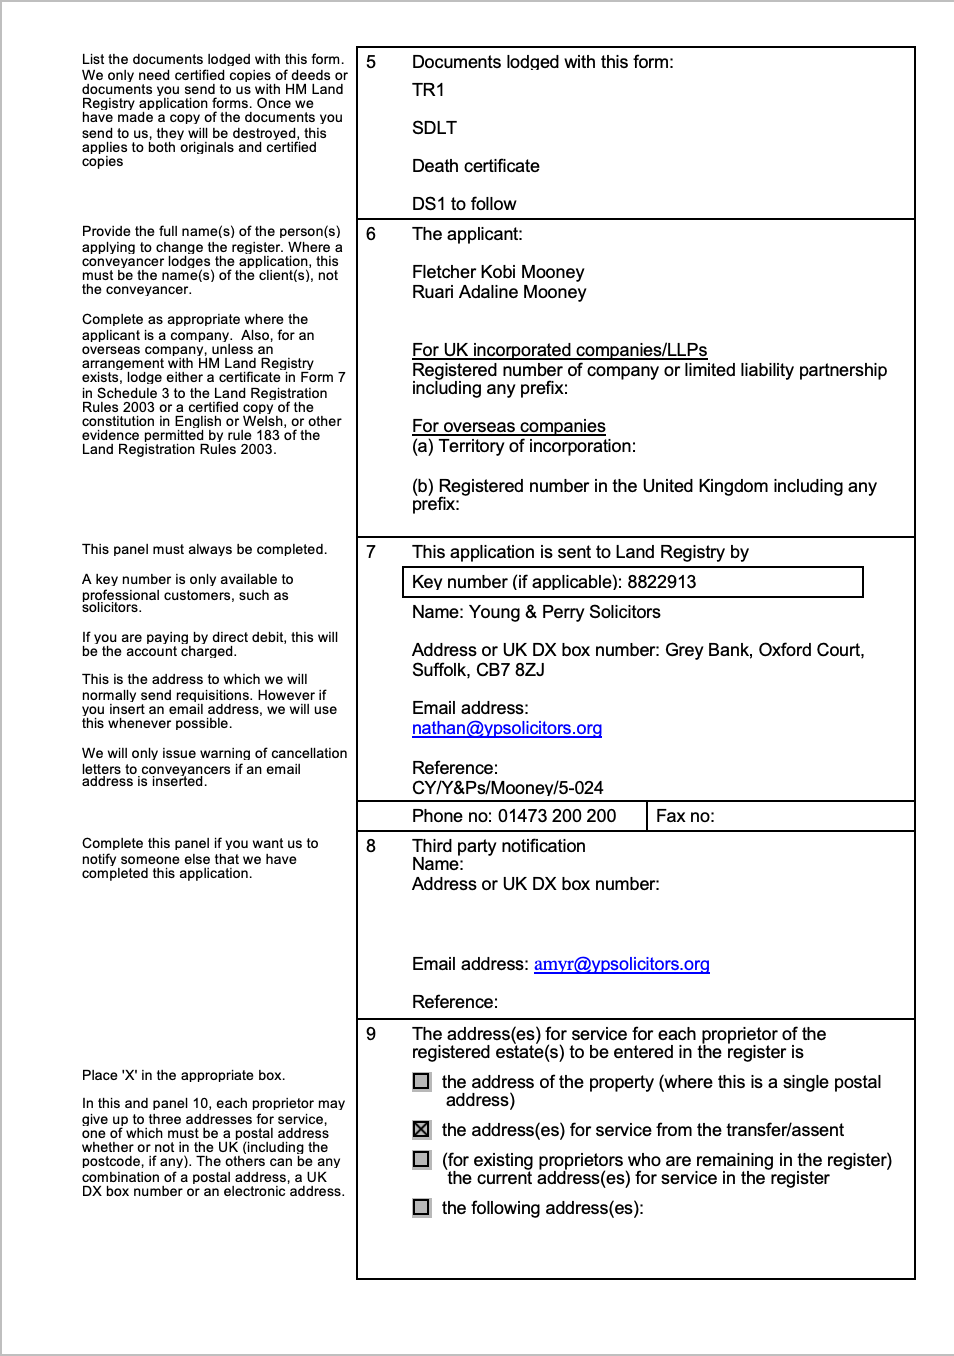 List the documents lodged with this form.
We only need certified copies of deeds or
documents you send to us with HM Land
Registry application forms. Once we
have made a copy of the documents you
send to us, they will be destroyed, this
applies to both originals and certified
copies
5 Documents lodged with this form:
TR1
SDLT
Death certificate
DS1 to follow
Provide the full name(s) of the person(s)
applying to change the register. Where a
conveyancer lodges the application, this
must be the name(s) of the client(s), not
the conveyancer.
Complete as appropriate where the
applicant is a company.  Also, for an
overseas company, unless an
arrangement with HM Land Registry
exists, lodge either a certificate in Form 7
in Schedule 3 to the Land Registration
Rules 2003 or a certified copy of the
constitution in English or Welsh, or other
evidence permitted by rule 183 of the
Land Registration Rules 2003.
6 The applicant:
Fletcher Kobi Mooney
Ruari Adaline Mooney
For UK incorporated companies/LLPs
Registered number of company or limited liability partnership
including any prefix:
For overseas companies
(a) Territory of incorporation:
(b) Registered number in the United Kingdom including any
prefix:
This panel must always be completed.
A key number is only available to
professional customers, such as
solicitors.
If you are paying by direct debit, this will
be the account charged.
This is the address to which we will
normally send requisitions. However if
you insert an email address, we will use
this whenever possible.
We will only issue warning of cancellation
letters to conveyancers if an email
address is inserted.
7 This application is sent to Land Registry by
Key number (if applicable): 8822913
Name: Young & Perry Solicitors
Address or UK DX box number: Grey Bank, Oxford Court,
Suffolk, CB7 8ZJ
Email address:
nathan@ypsolicitors.org
Reference:
CY/Y&Ps/Mooney/5-024
Phone no: 01473 200 200 Fax no:
Complete this panel if you want us to
notify someone else that we have
completed this application.
8 Third party notification
Name:
Address or UK DX box number:
Email address: amyr@ypsolicitors.org
Reference:
Place 'X' in the appropriate box.
In this and panel 10, each proprietor may
give up to three addresses for service,
one of which must be a postal address
whether or not in the UK (including the
postcode, if any). The others can be any
combination of a postal address, a UK
DX box number or an electronic address.
9 The address(es) for service for each proprietor of the
registered estate(s) to be entered in the register is
the address of the property (where this is a single postal
address)
the address(es) for service from the transfer/assent
(for existing proprietors who are remaining in the register)
the current address(es) for service in the register
the following address(es):